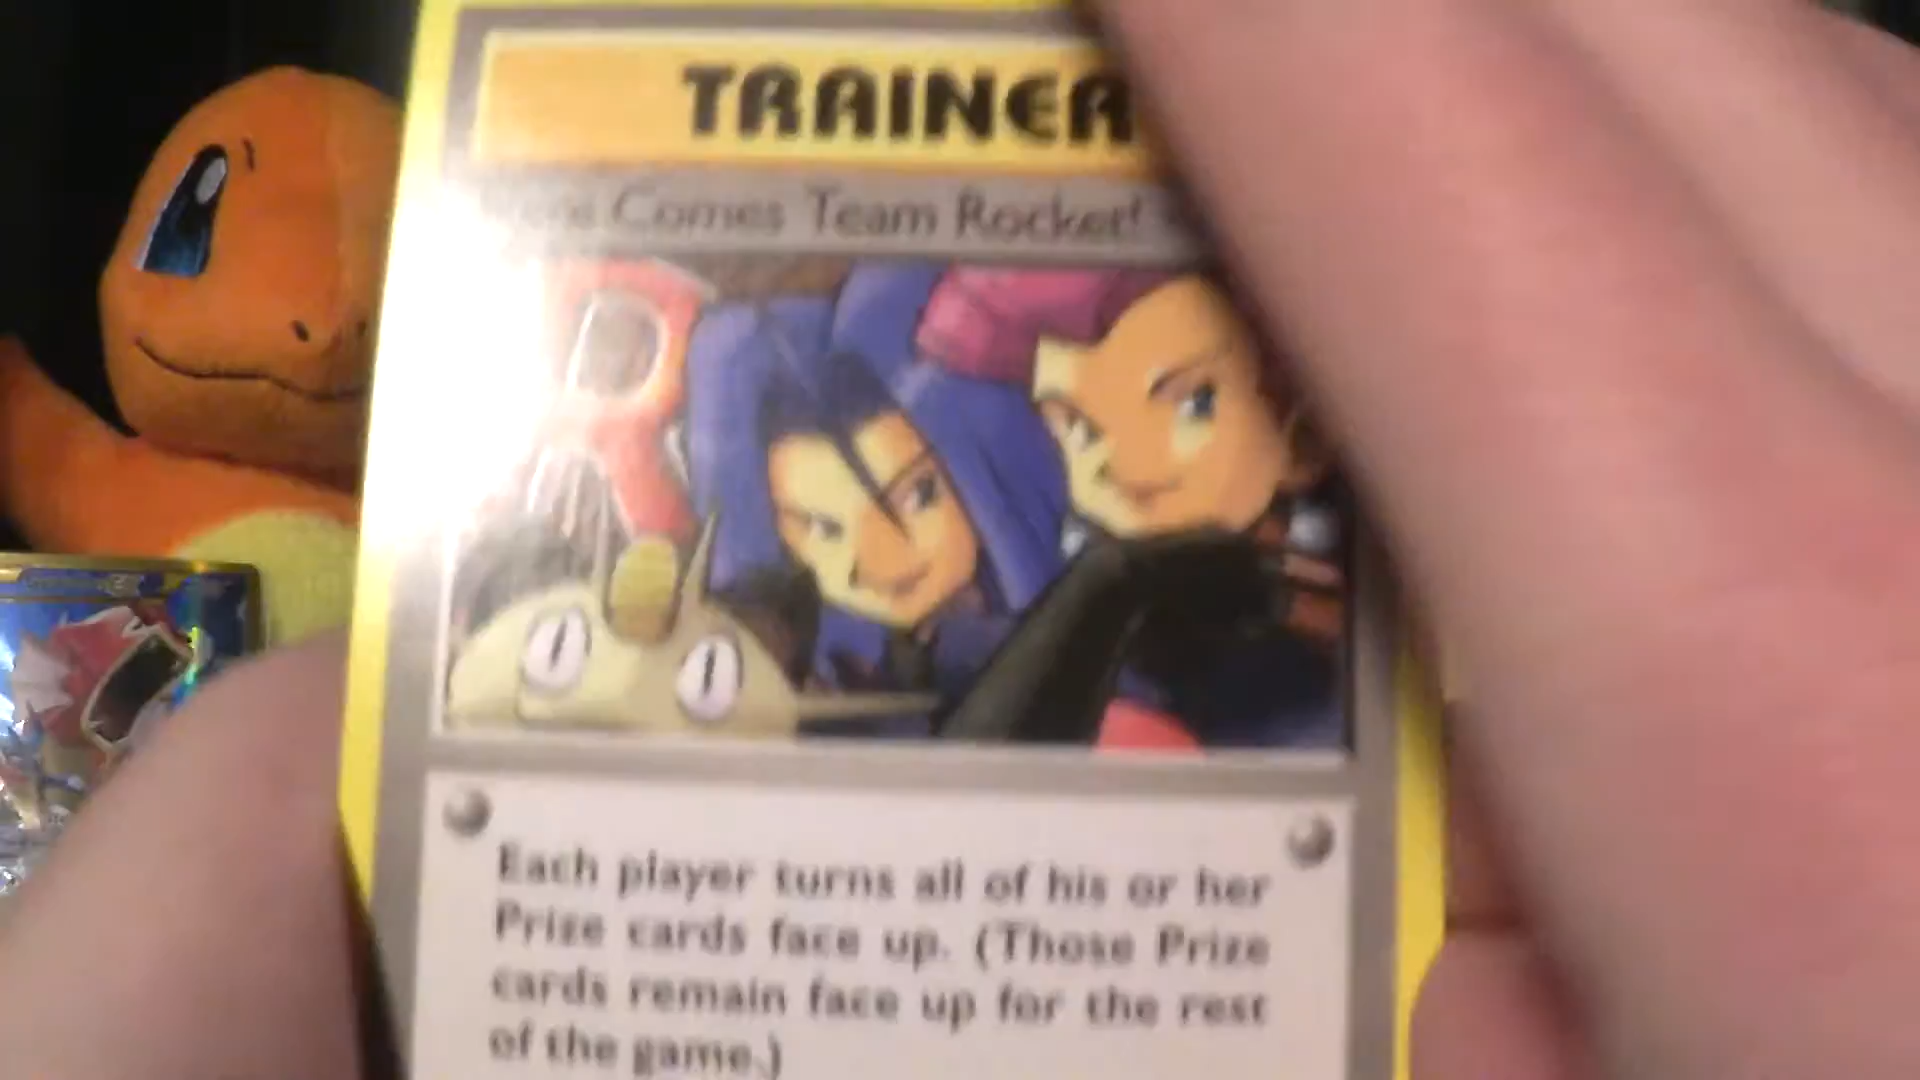 TRAINER
Comes Team Rocket!
Each player turns all of his or her
Prize cards face up. (Those Prize
cards remain face up for the rest
of the game.)